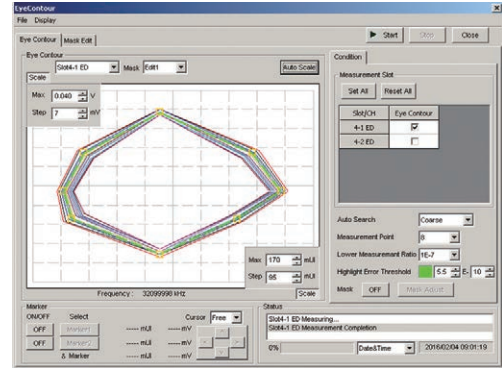 EyeContour
File Display
Start Stop Close
Eye Contour Mask Edit
Eye Contour
Slot4-1 ED Mask Edit1 Auto Scale
Scale
Max 0.040 V
Step 7 mV
Max 170 mUI
Step 95 mUI
Frequency : 32099998 kHz Scale
Condition
Measurement Slot
Set All Reset All
Slot/CH Eye Contour
4-1 ED
4-2 ED
Auto Search Coarse
Measurement Point 8
Lower Measurement Ratio 1E-7
Highlight Error Threshold 5.5 E- 10
Mask OFF Mask Adjust
Marker
ON/OFF Select Cursor Free
OFF Marker1 ----- mUI ----- mV
OFF Marker2 ----- mUI ----- mV
Δ Marker ----- mUI ----- mV
Status
Slot4-1 ED Measuring...
Slot4-1 ED Measurement Completion
0% Date&Time 2016/02/04 09:01:19